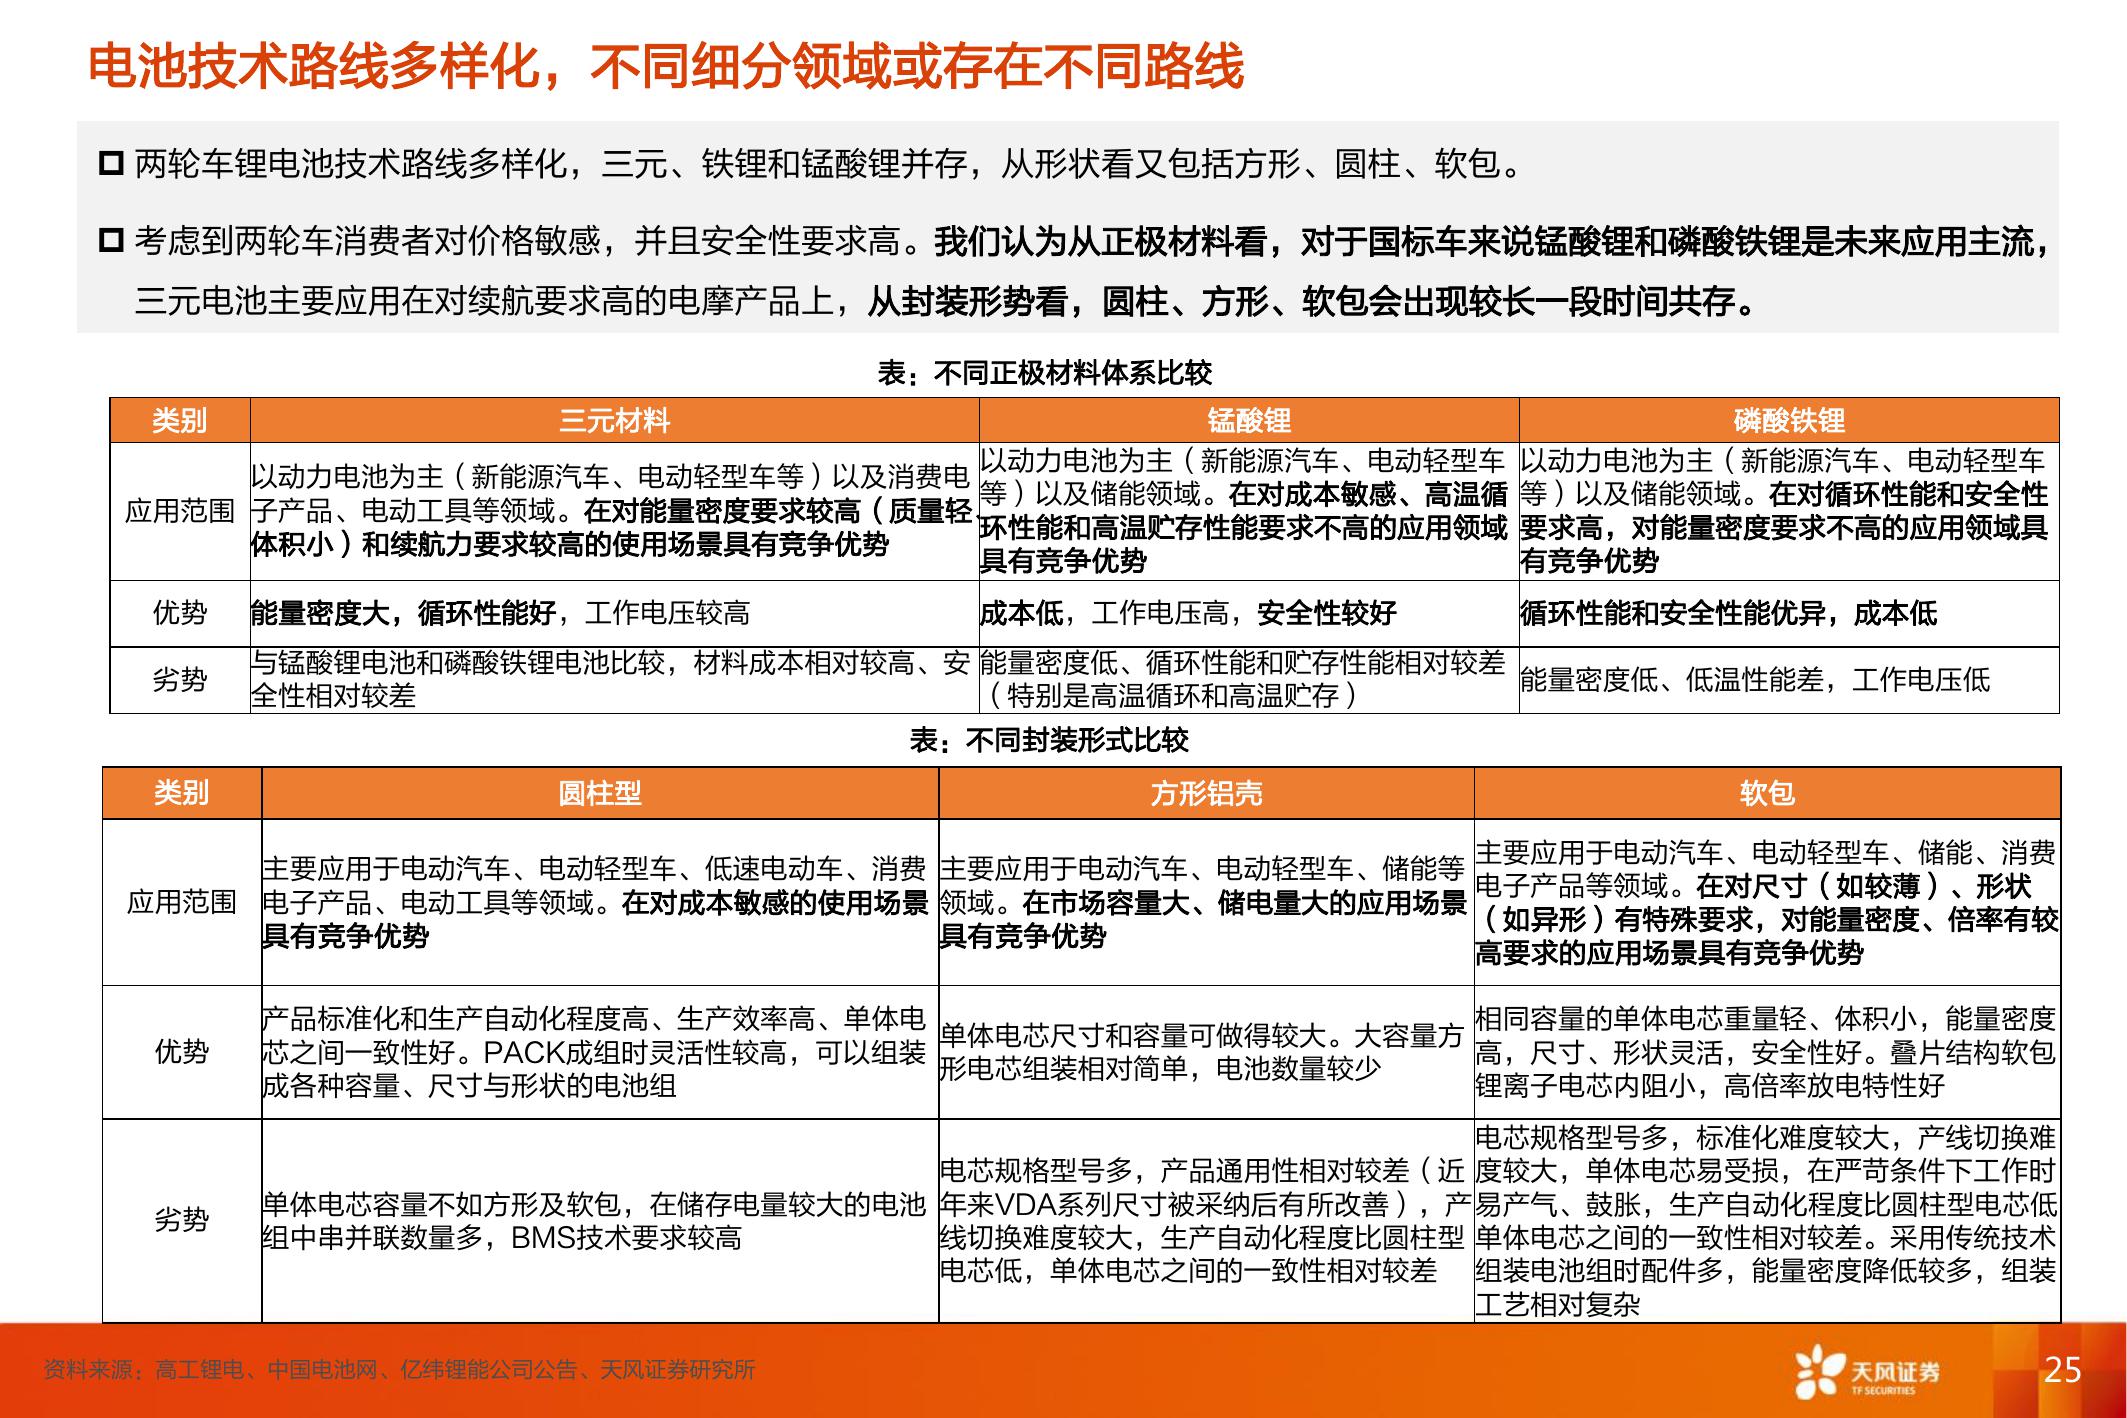 电池技术路线多样化，不同细分领域或存在不同路线
两轮车锂电池技术路线多样化，三元、铁锂和锰酸锂并存，从形状看又包括方形、圆柱、软包。
考虑到两轮车消费者对价格敏感，并且安全性要求高。我们认为从正极材料看，对于国标车来说锰酸锂和磷酸铁锂是未来应用主流，
三元电池主要应用在对续航要求高的电摩产品上，从封装形势看，圆柱、方形、软包会出现较长一段时间共存。
表：不同正极材料体系比较
类别
三元材料
锰酸锂
磷酸铁锂
应用范围
以动力电池为主（新能源汽车、电动轻型车等）以及消费电
子产品、电动工具等领域。在对能量密度要求较高（质量轻、
体积小）和续航力要求较高的使用场景具有竞争优势
以动力电池为主（新能源汽车、电动轻型车
等）以及储能领域。在对成本敏感、高温循
环性能和高温贮存性能要求不高的应用领域
具有竞争优势
以动力电池为主（新能源汽车、电动轻型车
等）以及储能领域。在对循环性能和安全性
要求高，对能量密度要求不高的应用领域具
有竞争优势
优势
能量密度大，循环性能好，工作电压较高
成本低，工作电压高，安全性较好
循环性能和安全性能优异，成本低
劣势
与锰酸锂电池和磷酸铁锂电池比较，材料成本相对较高、安
全性相对较差
能量密度低、循环性能和贮存性能相对较差
（特别是高温循环和高温贮存）
能量密度低、低温性能差，工作电压低
表：不同封装形式比较
类别
圆柱型
方形铝壳
软包
应用范围
主要应用于电动汽车、电动轻型车、低速电动车、消费
电子产品、电动工具等领域。在对成本敏感的使用场景
具有竞争优势
主要应用于电动汽车、电动轻型车、储能等
领域。在市场容量大、储电量大的应用场景
具有竞争优势
主要应用于电动汽车、电动轻型车、储能、消费
电子产品等领域。在对尺寸（如较薄）、形状
（如异形）有特殊要求，对能量密度、倍率有较
高要求的应用场景具有竞争优势
优势
产品标准化和生产自动化程度高、生产效率高、单体电
芯之间一致性好。PACK成组时灵活性较高，可以组装
成各种容量、尺寸与形状的电池组
单体电芯尺寸和容量可做得较大。大容量方
形电芯组装相对简单，电池数量较少
相同容量的单体电芯重量轻、体积小，能量密度
高，尺寸、形状灵活，安全性好。叠片结构软包
锂离子电芯内阻小，高倍率放电特性好
劣势
单体电芯容量不如方形及软包，在储存电量较大的电池
组中串并联数量多，BMS技术要求较高
电芯规格型号多，产品通用性相对较差（近
年来VDA系列尺寸被采纳后有所改善），产
线切换难度较大，生产自动化程度比圆柱型
电芯低，单体电芯之间的一致性相对较差
电芯规格型号多，标准化难度较大，产线切换难
度较大，单体电芯易受损，在严苛条件下工作时
易产气、鼓胀，生产自动化程度比圆柱型电芯低
单体电芯之间的一致性相对较差。采用传统技术
组装电池组时配件多，能量密度降低较多，组装
工艺相对复杂
资料来源：高工锂电、中国电池网、亿纬锂能公司公告、天风证券研究所
天风证券
TF SECURITIES
25